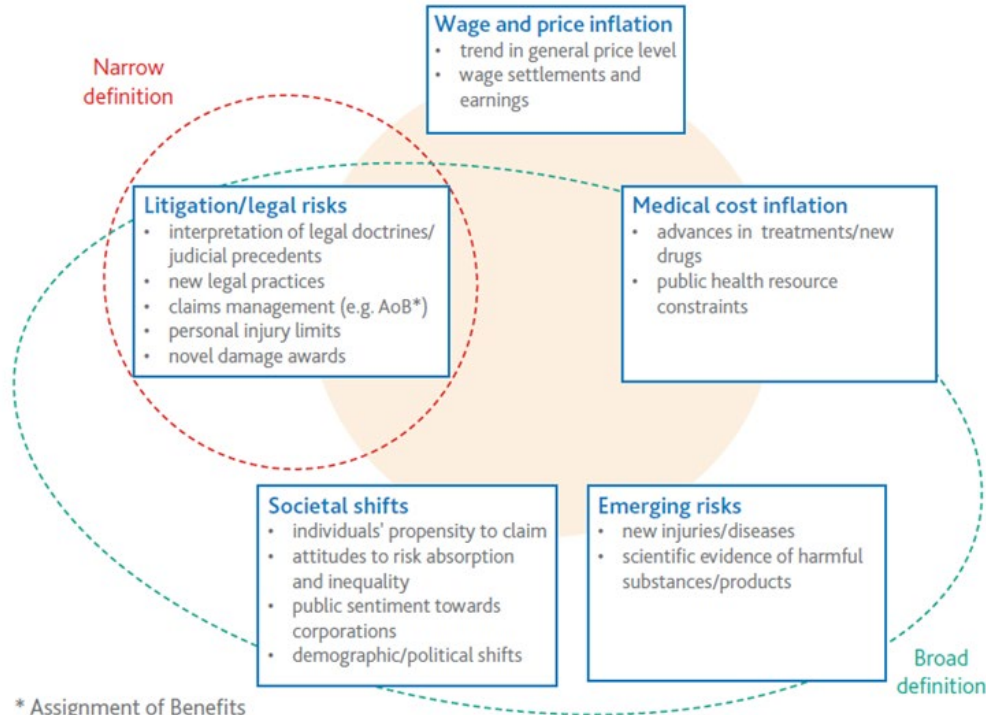 Wage and price inflation
• trend in general price level
• wage settlements and
earnings
Narrow
definition
Litigation/legal risks
• interpretation of legal doctrines/
judicial precedents
• new legal practices
• claims management (e.g. AoB*)
• personal injury limits
• novel damage awards
Medical cost inflation
• advances in treatments/new
drugs
• public health resource
constraints
Societal shifts
• individuals' propensity to claim
• attitudes to risk absorption
and inequality
• public sentiment towards
corporations
• demographic/political shifts
Emerging risks
• new injuries/diseases
• scientific evidence of harmful
substances/products
Broad
definition
* Assignment of Benefits